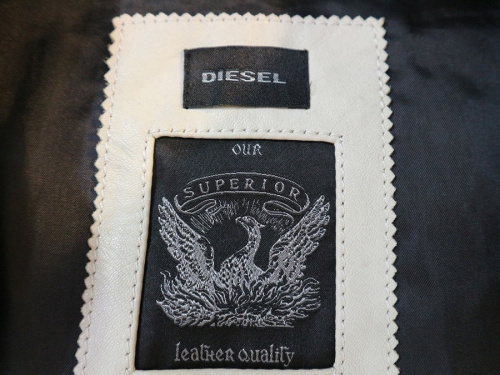 DIESEL
OUR
SUPERIOR
leather Quality